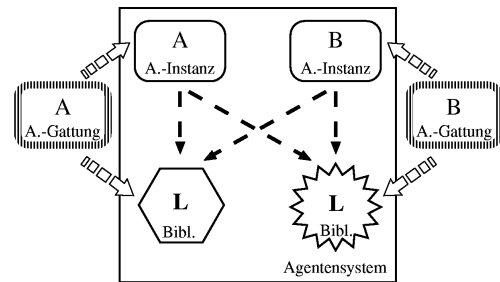 A
A.-Instanz
B
A.-Instanz
A
A.-Gattung
B
A.-Gattung
L
Bibl.
L
Bibl.
Agentensystem